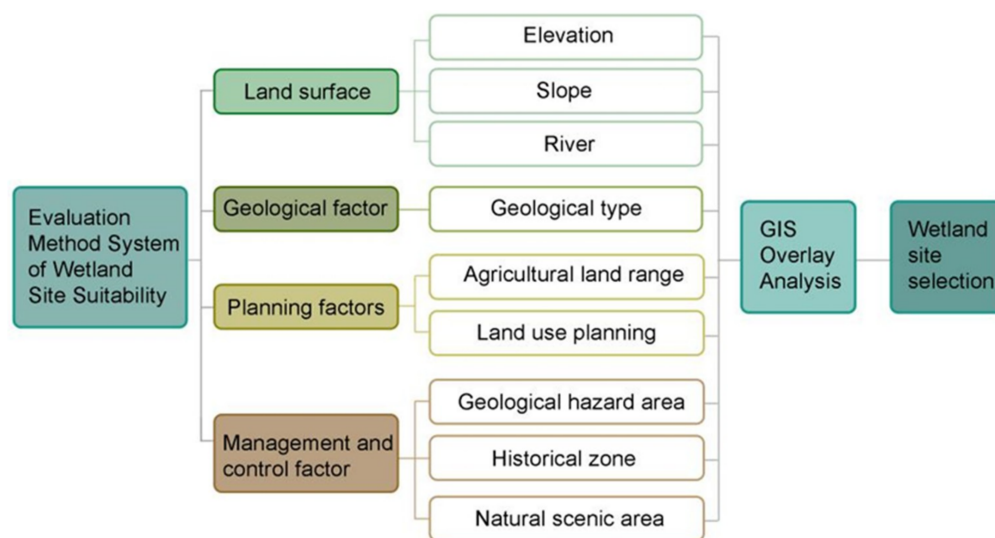 Evaluation
Method System
of Wetland
Site Suitability
Land surface
Geological factor
Planning factors
Management and
control factor
Elevation
Slope
River
Geological type
Agricultural land range
Land use planning
Geological hazard area
Historical zone
Natural scenic area
GIS
Overlay
Analysis
Wetland
site
selection